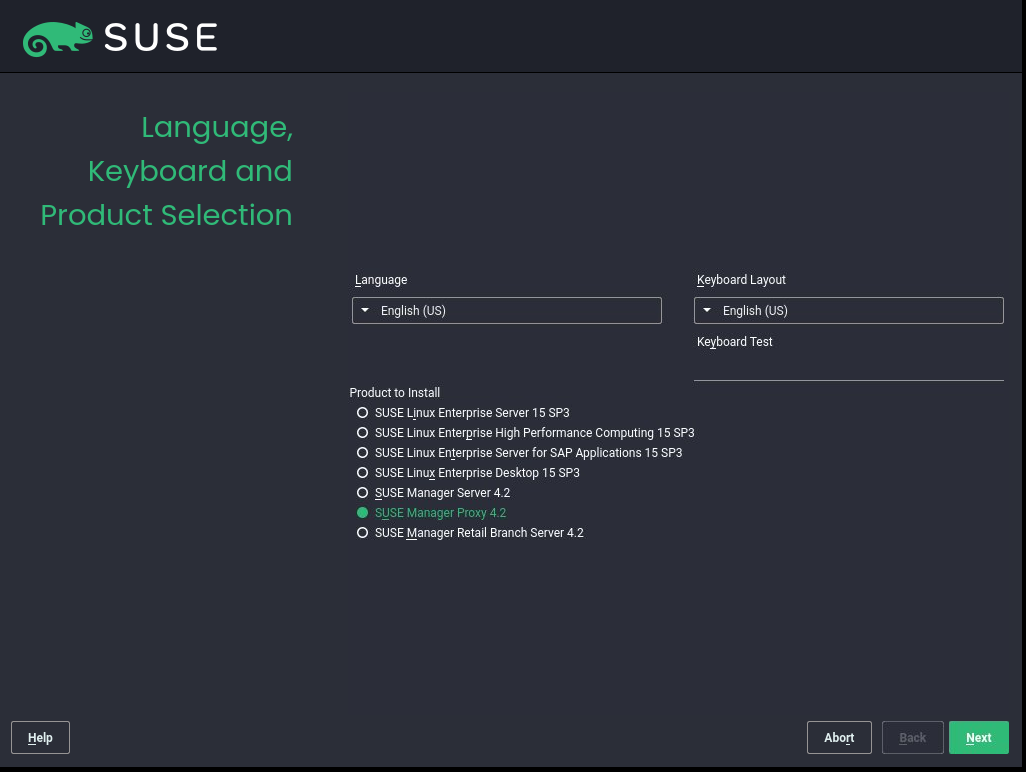 SUSE
Language,
Keyboard and
Product Selection
Language
Keyboard Layout
English (US)
English (US)
Keyboard Test
Product to Install
SUSE Linux Enterprise Server 15 SP3
SUSE Linux Enterprise High Performance Computing 15 SP3
SUSE Linux Enterprise Server for SAP Applications 15 SP3
SUSE Linux Enterprise Desktop 15 SP3
SUSE Manager Server 4.2
SUSE Manager Proxy 4.2
SUSE Manager Retail Branch Server 4.2
Help
Abort
Back
Next